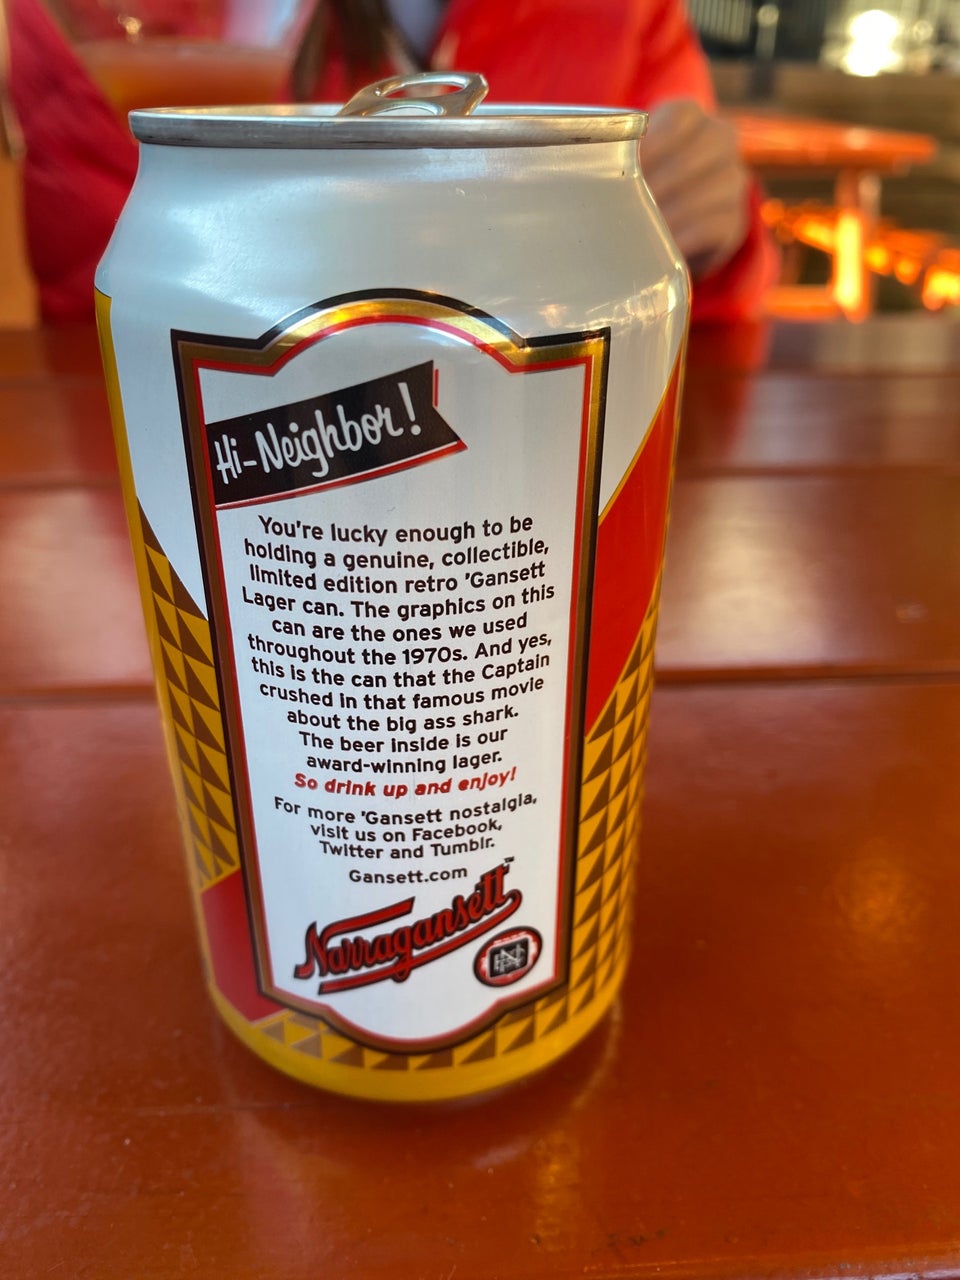 Hi-Neighbor!
You're lucky enough to be
holding a genuine, collectible,
limited edition retro 'Gansett
Lager can. The graphics on this
can are the ones we used
throughout the 1970s. And yes,
this is the can that the Captain
crushed in that famous movie
about the big ass shark.
The beer inside is our
award-winning lager.
So drink up and enjoy!
For more 'Gansett nostalgia,
visit us on Facebook,
Twitter and Tumblr.
Gansett.com
Narragansett™